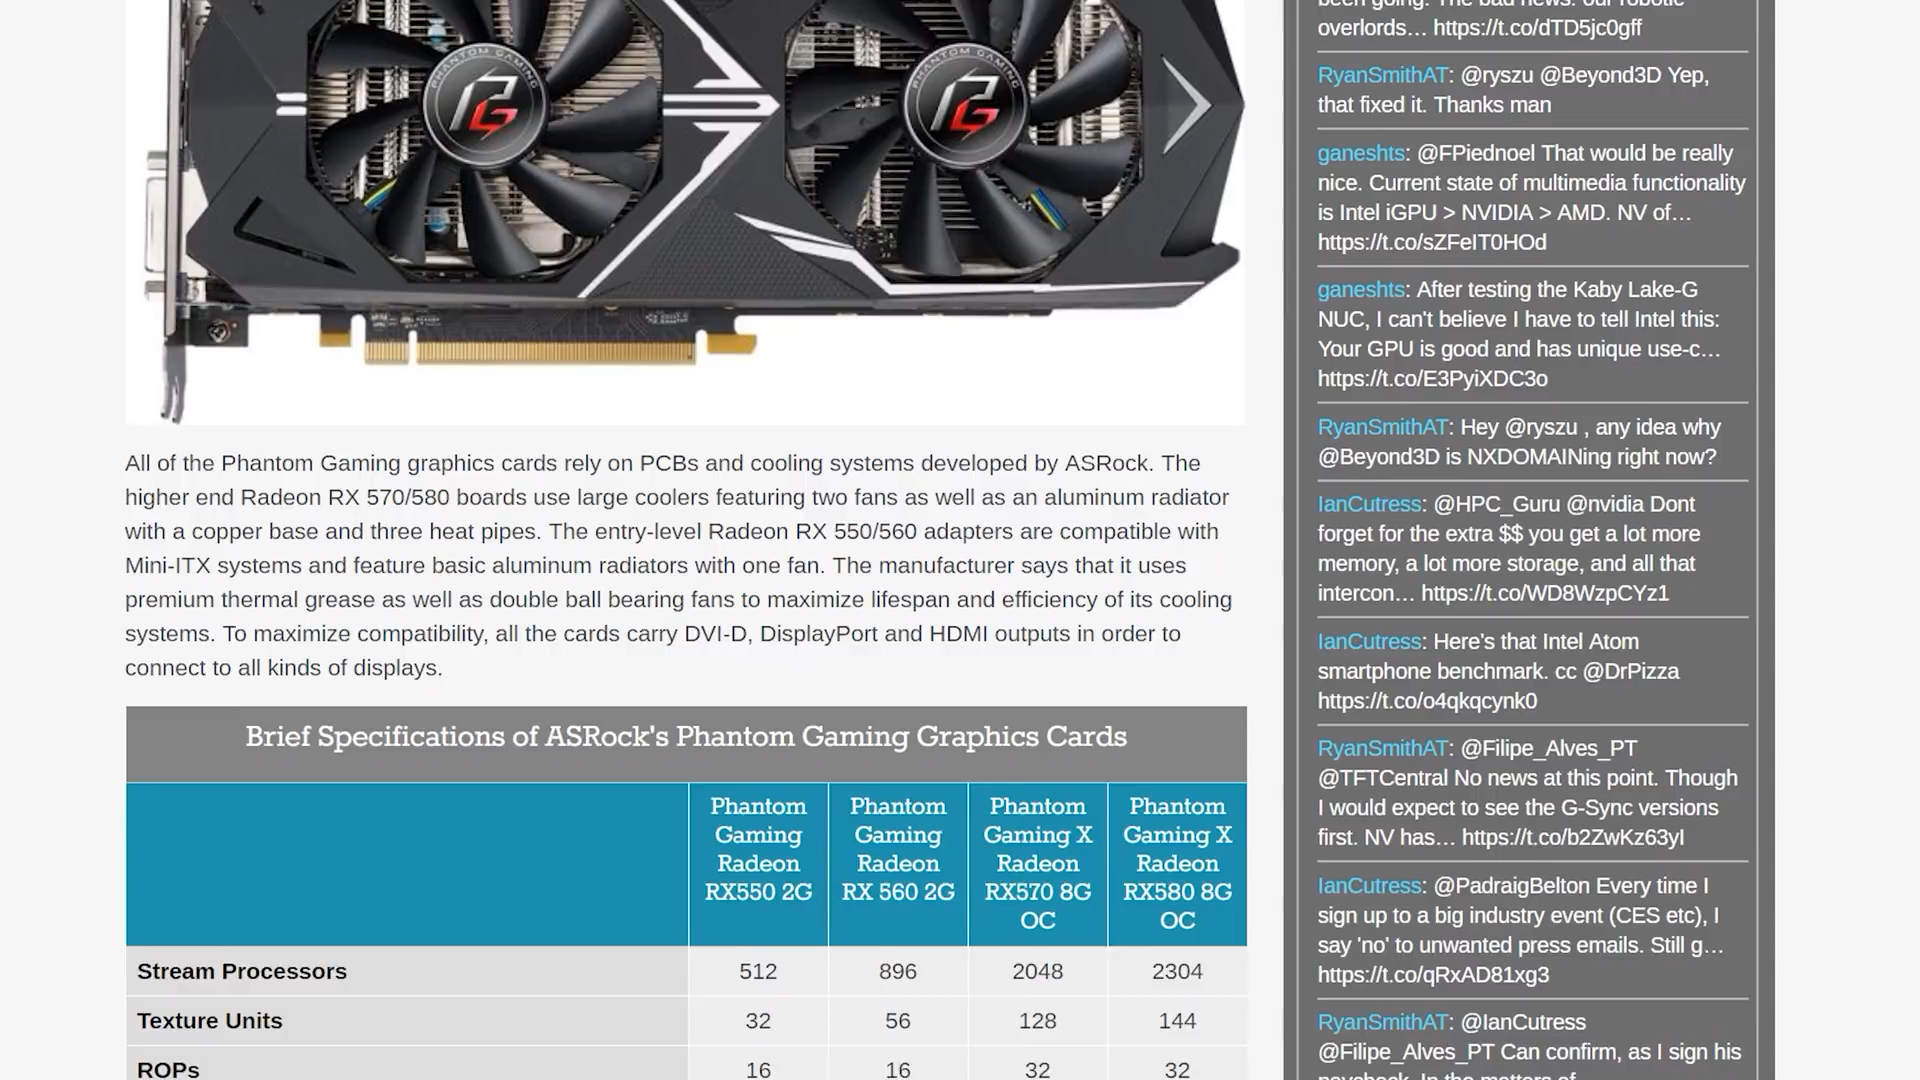 PHANTOM GAMING
PHANTOM GAMING
All of the Phantom Gaming graphics cards rely on PCBs and cooling systems developed by ASRock. The
higher end Radeon RX 570/580 boards use large coolers featuring two fans as well as an aluminum radiator
with a copper base and three heat pipes. The entry-level Radeon RX 550/560 adapters are compatible with
Mini-ITX systems and feature basic aluminum radiators with one fan. The manufacturer says that it uses
premium thermal grease as well as double ball bearing fans to maximize lifespan and efficiency of its cooling
systems. To maximize compatibility, all the cards carry DVI-D, DisplayPort and HDMI outputs in order to
connect to all kinds of displays.
Brief Specifications of ASRock's Phantom Gaming Graphics Cards
Phantom Gaming Radeon RX550 2G
Phantom Gaming Radeon RX 560 2G
Phantom Gaming X Radeon RX570 8G OC
Phantom Gaming X Radeon RX580 8G OC
Stream Processors 512 896 2048 2304
Texture Units 32 56 128 144
ROPs 16 16 32 32
been going. The bad news: our robotic
overlords… https://t.co/dTD5jc0gff
RyanSmithAT: @ryszu @Beyond3D Yep,
that fixed it. Thanks man
ganeshts: @FPiednoel That would be really
nice. Current state of multimedia functionality
is Intel iGPU > NVIDIA > AMD. NV of…
https://t.co/sZFeIT0HOd
ganeshts: After testing the Kaby Lake-G
NUC, I can't believe I have to tell Intel this:
Your GPU is good and has unique use-c…
https://t.co/E3PyiXDC3o
RyanSmithAT: Hey @ryszu , any idea why
@Beyond3D is NXDOMAINing right now?
IanCutress: @HPC_Guru @nvidia Dont
forget for the extra $$ you get a lot more
memory, a lot more storage, and all that
intercon… https://t.co/WD8WzpCYz1
IanCutress: Here's that Intel Atom
smartphone benchmark. cc @DrPizza
https://t.co/o4qkqcynk0
RyanSmithAT: @Filipe_Alves_PT
@TFTCentral No news at this point. Though
I would expect to see the G-Sync versions
first. NV has… https://t.co/b2ZwKz63yI
IanCutress: @PadraigBelton Every time I
sign up to a big industry event (CES etc), I
say 'no' to unwanted press emails. Still g…
https://t.co/qRxAD81xg3
RyanSmithAT: @IanCutress
@Filipe_Alves_PT Can confirm, as I sign his
paycheck. In the matters of